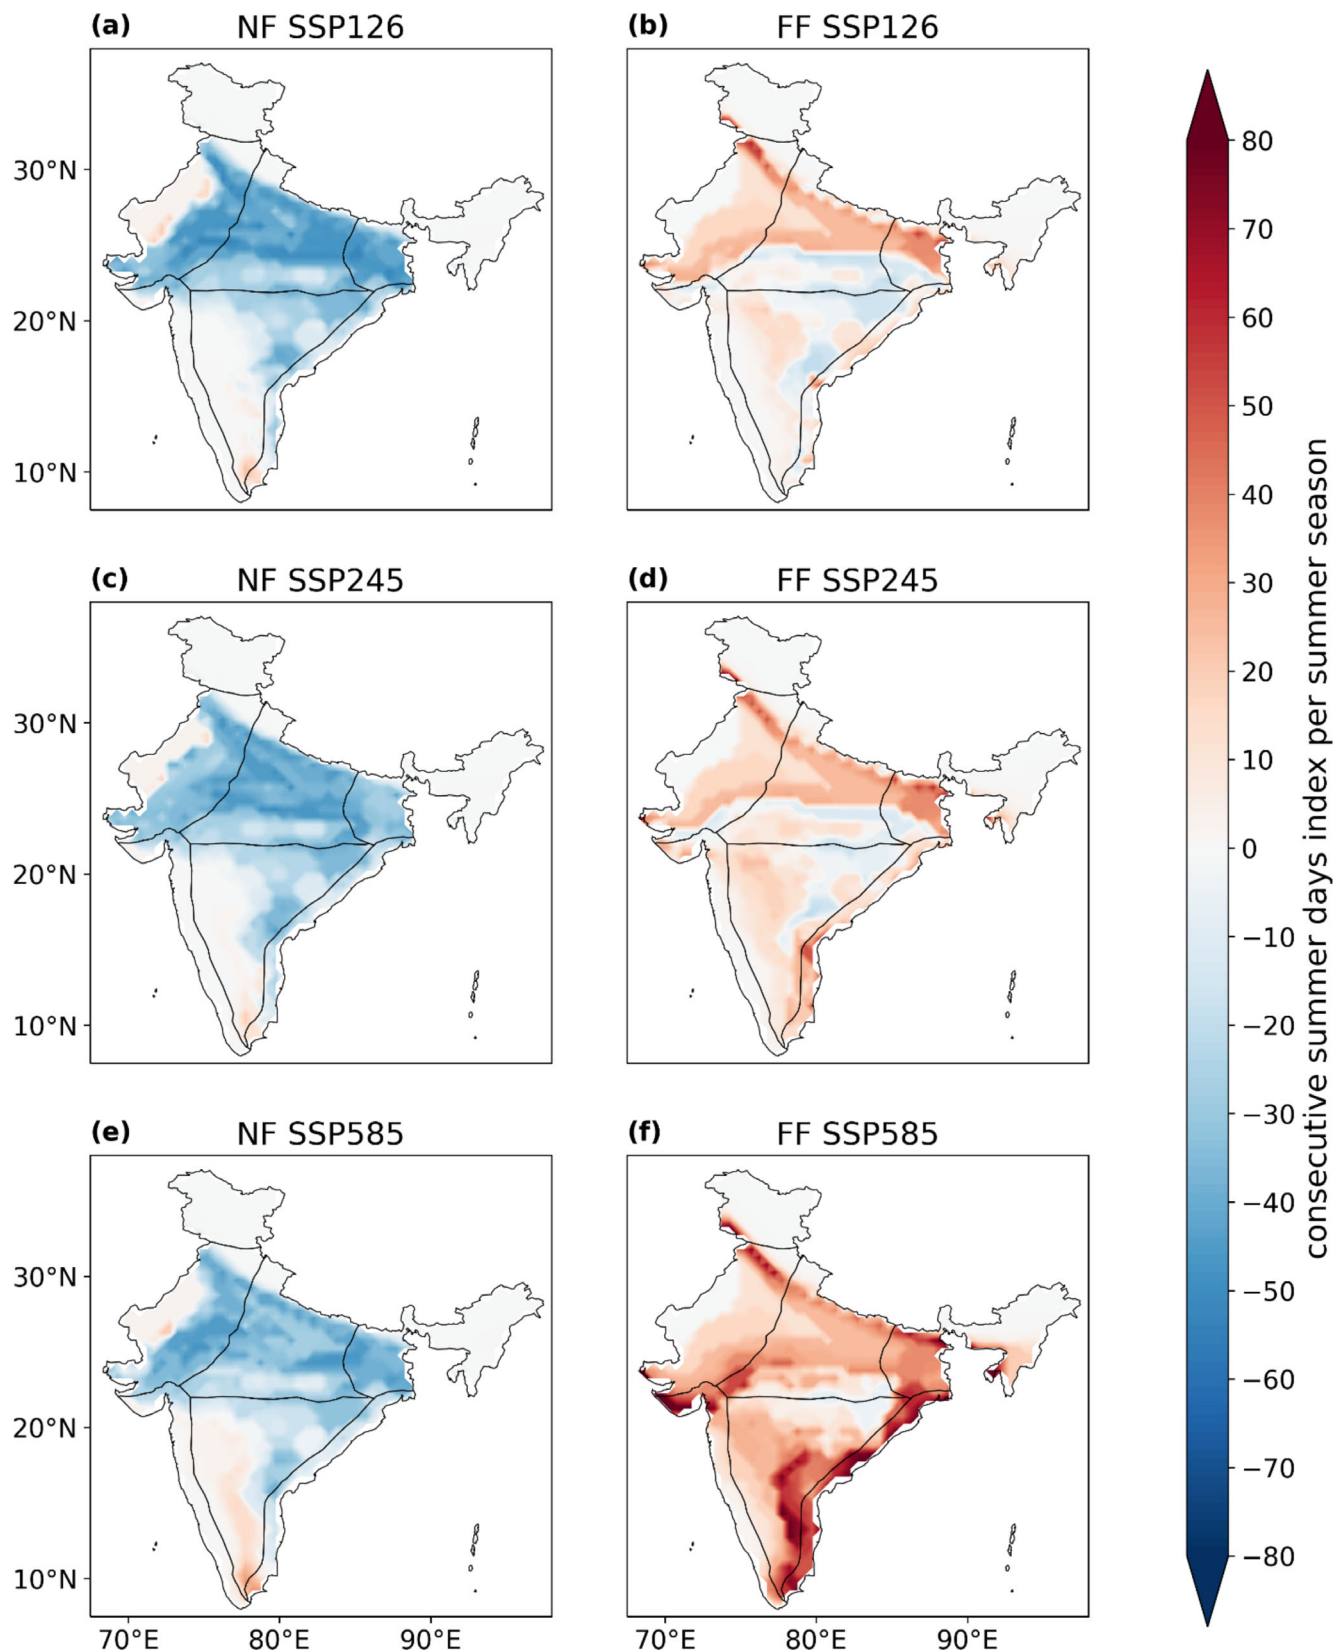 (a) NF SSP126
(b) FF SSP126
30°N
20°N
10°N
(c) NF SSP245
(d) FF SSP245
30°N
20°N
10°N
(e) NF SSP585
(f) FF SSP585
30°N
20°N
10°N
70°E 80°E 90°E
70°E 80°E 90°E
80
70
60
50
40
30
20
10
0
−10
−20
−30
−40
−50
−60
−70
−80
consecutive summer days index per summer season